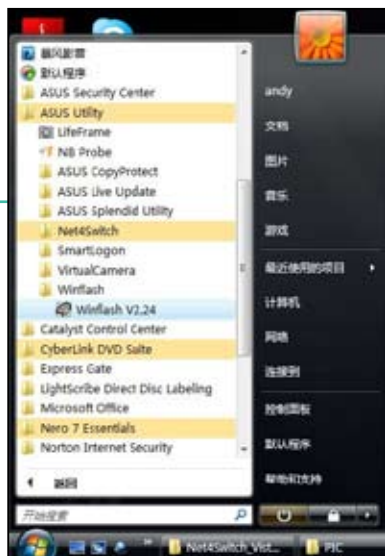 暴风影音
默认程序
ASUS Security Center
ASUS Utility
LifeFrame
NB Probe
ASUS CopyProtect
ASUS Live Update
ASUS Splendid Utility
Net4Switch
SmartLogon
VirtualCamera
Winflash
Winflash V2.24
Catalyst Control Center
CyberLink DVD Suite
Express Gate
LightScribe Direct Disc Labeling
Microsoft Office
Nero 7 Essentials
Norton Internet Security
返回
开始搜索
andy
文档
图片
音乐
游戏
最近使用的项目
计算机
网络
连接到
控制面板
默认程序
帮助和支持
Net4Switch_Vist...
PIC